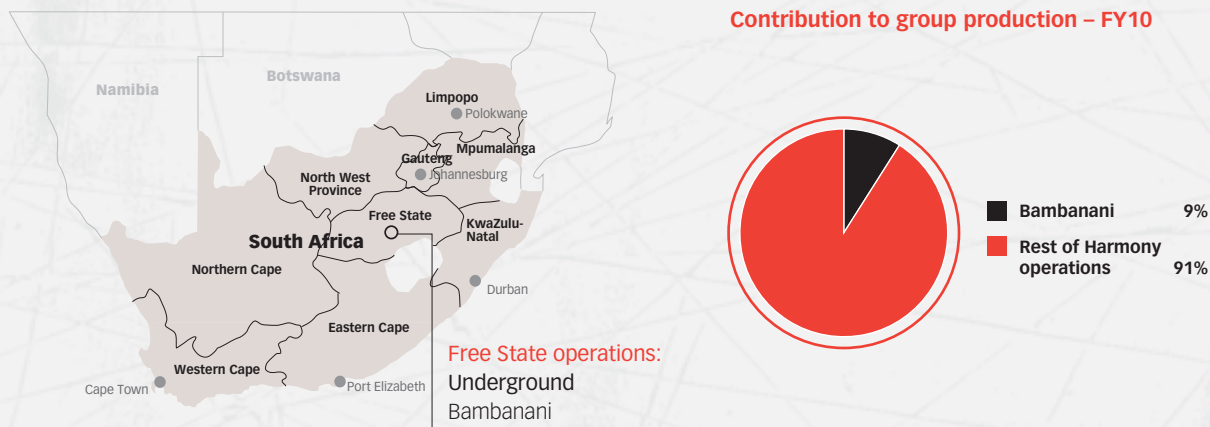 Contribution to group production – FY10
Namibia
Botswana
Limpopo
Polokwane
Mpumalanga
Gauteng
Johannesburg
North West
Province
Free State
KwaZulu-
Natal
South Africa
Northern Cape
Durban
Eastern Cape
Western Cape
Cape Town
Port Elizabeth
Free State operations:
Underground
Bambanani
Bambanani 9%
Rest of Harmony
operations 91%